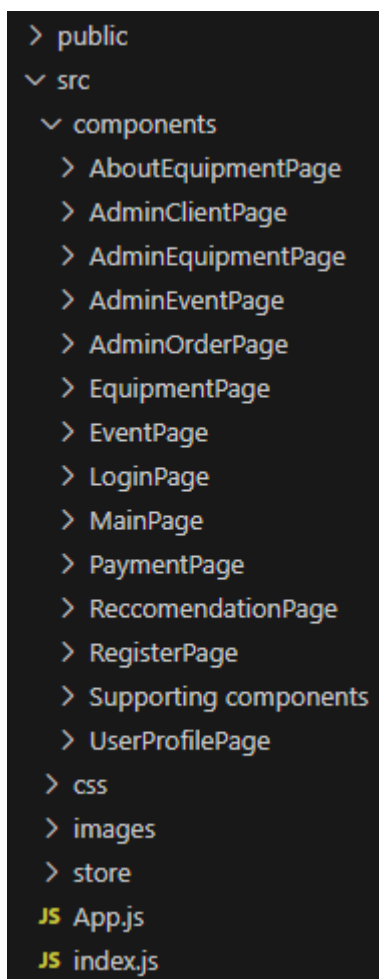 public
src
components
AboutEquipmentPage
AdminClientPage
AdminEquipmentPage
AdminEventPage
AdminOrderPage
EquipmentPage
EventPage
LoginPage
MainPage
PaymentPage
ReccomendationPage
RegisterPage
Supporting components
UserProfilePage
css
images
store
JS App.js
JS index.js